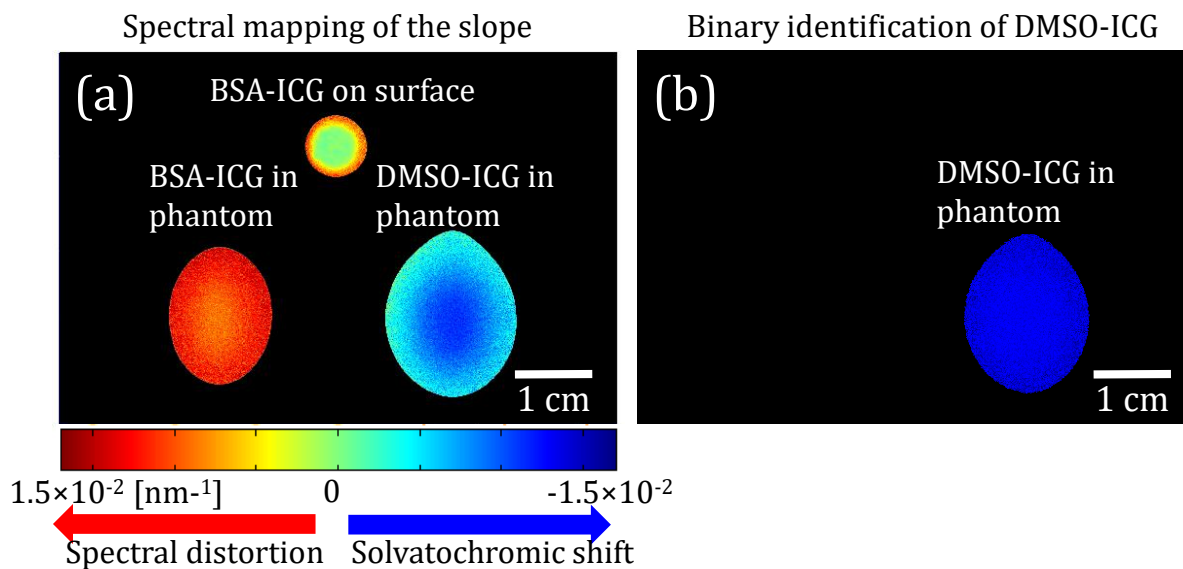 Spectral mapping of the slope
Binary identification of DMSO-ICG
(a)
BSA-ICG on surface
BSA-ICG in
phantom
DMSO-ICG in
phantom
1 cm
(b)
DMSO-ICG in
phantom
1 cm
1.5×10⁻² [nm-¹]
0
-1.5×10⁻²
Spectral distortion
Solvatochromic shift